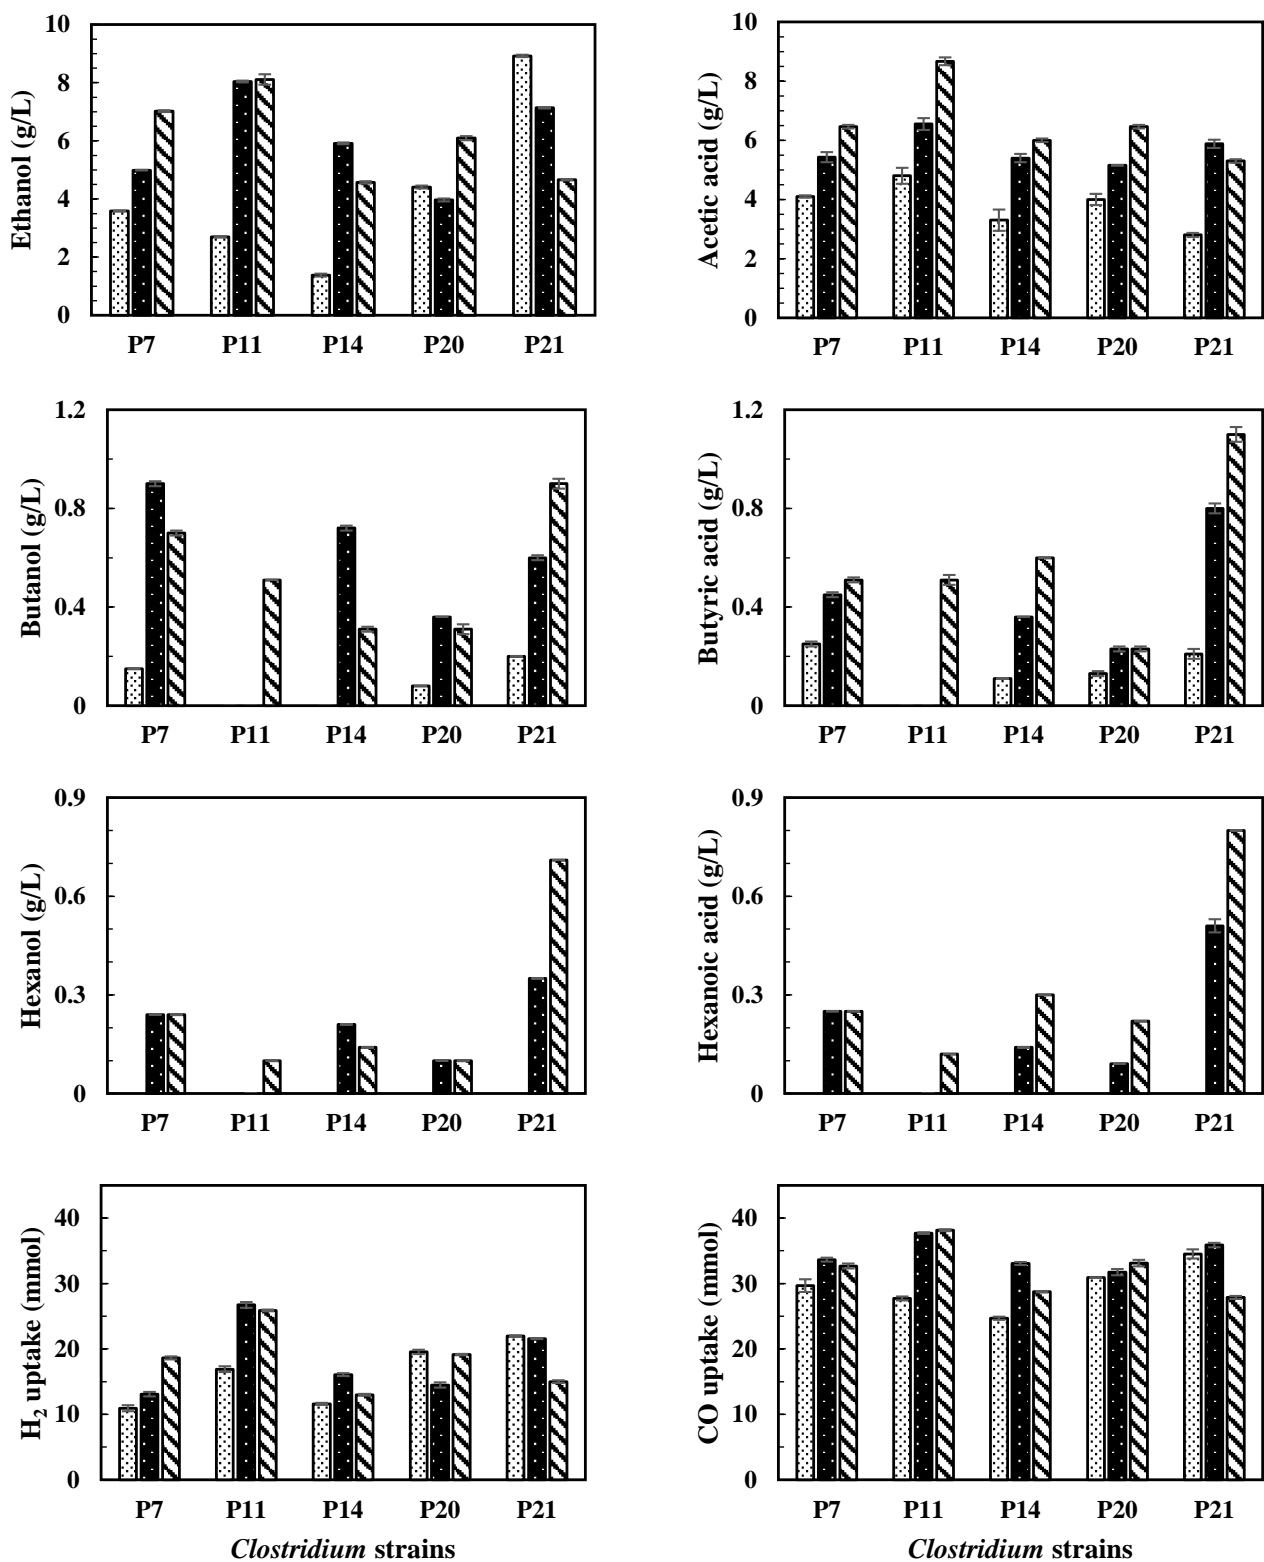 Ethanol (g/L)
10
8
6
4
2
0
P7 P11 P14 P20 P21
Acetic acid (g/L)
10
8
6
4
2
0
P7 P11 P14 P20 P21
Butanol (g/L)
1.2
0.8
0.4
0
P7 P11 P14 P20 P21
Butyric acid (g/L)
1.2
0.8
0.4
0
P7 P11 P14 P20 P21
Hexanol (g/L)
0.9
0.6
0.3
0
P7 P11 P14 P20 P21
Hexanoic acid (g/L)
0.9
0.6
0.3
0
P7 P11 P14 P20 P21
H₂ uptake (mmol)
40
30
20
10
0
P7 P11 P14 P20 P21
Clostridium strains
CO uptake (mmol)
40
30
20
10
0
P7 P11 P14 P20 P21
Clostridium strains